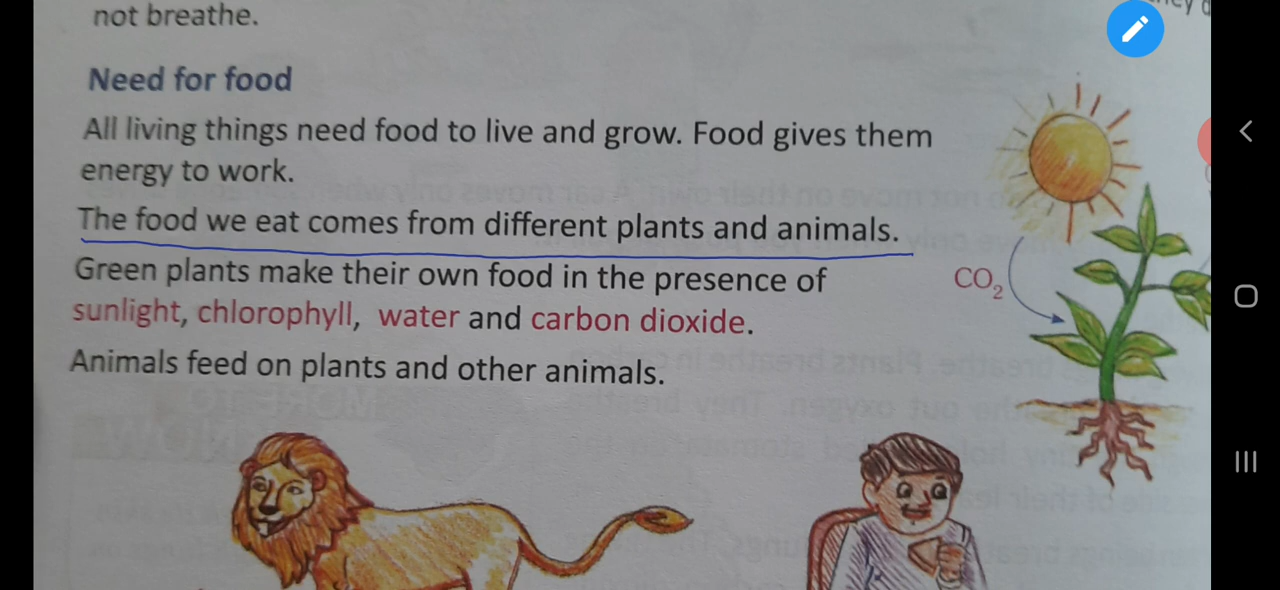 not breathe.
Need for food
All living things need food to live and grow. Food gives them
energy to work.
The food we eat comes from different plants and animals.
Green plants make their own food in the presence of
sunlight, chlorophyll, water and carbon dioxide.
CO₂
Animals feed on plants and other animals.